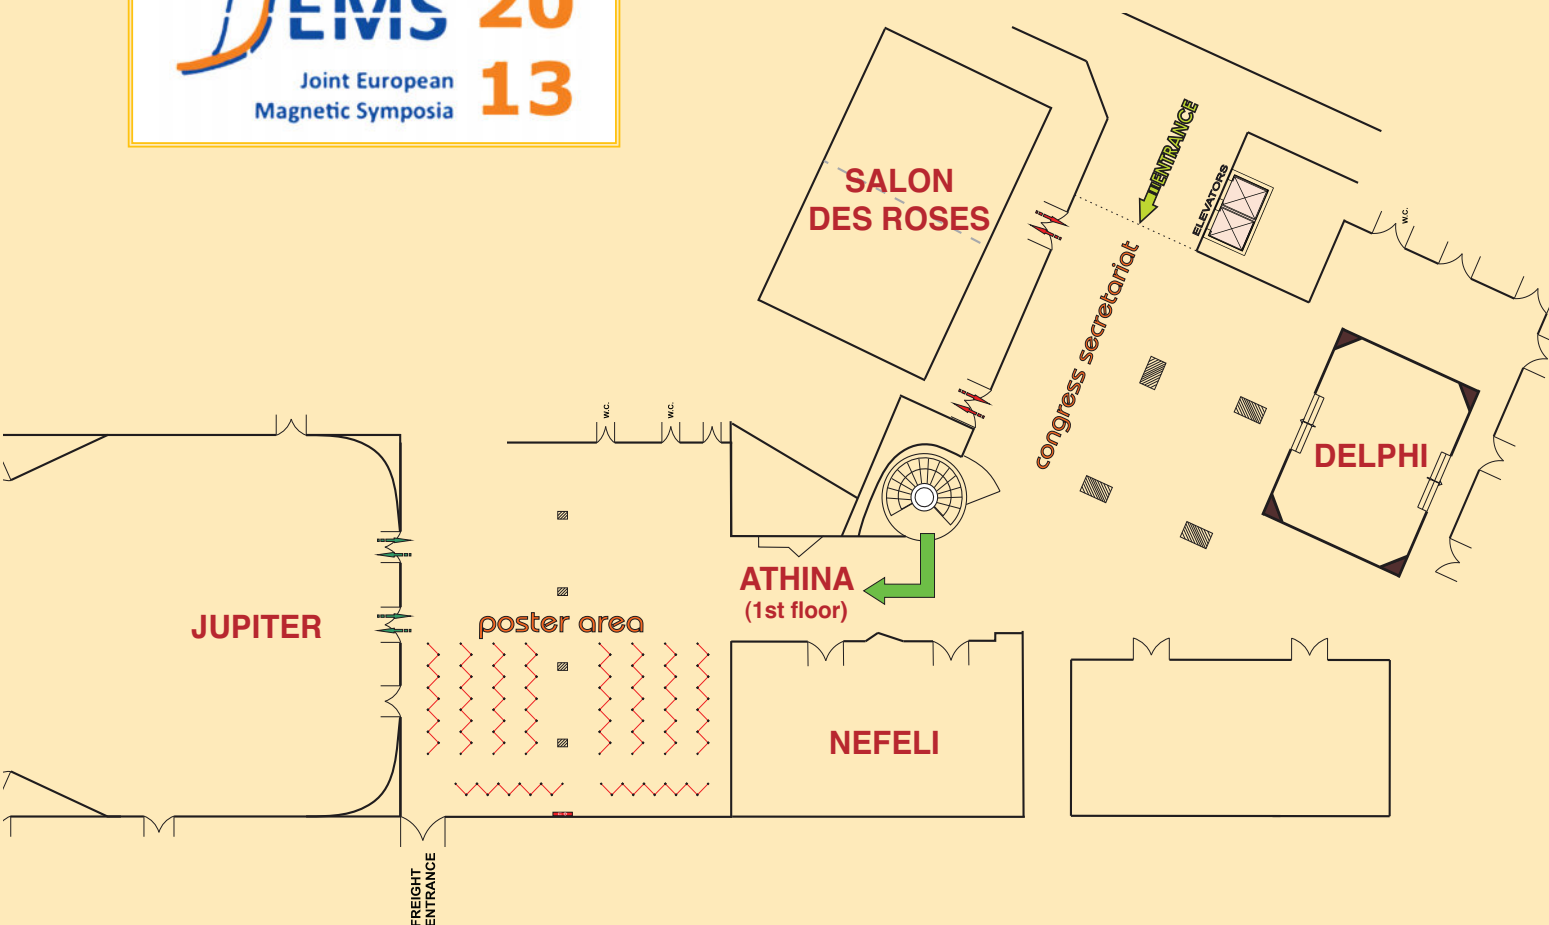 EMS 20
Joint European 13
Magnetic Symposia
ENTRANCE
ELEVATORS
W.C.
SALON
DES ROSES
congress secretariat
DELPHI
W.C.
W.C.
ATHINA
(1st floor)
JUPITER
poster area
NEFELI
FREIGHT
ENTRANCE